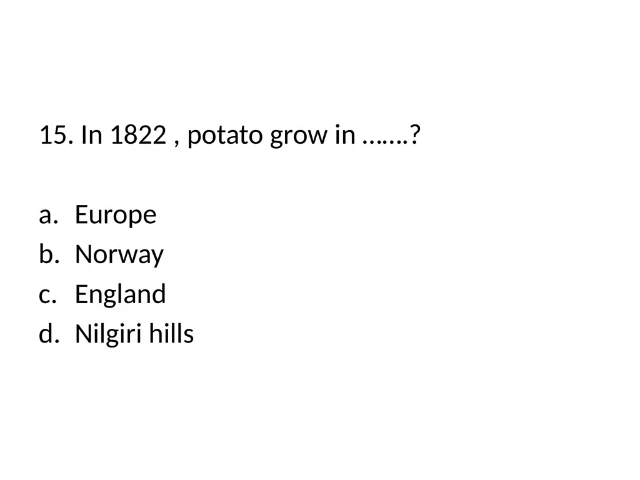 15. In 1822 , potato grow in …….?
a. Europe
b. Norway
c. England
d. Nilgiri hills